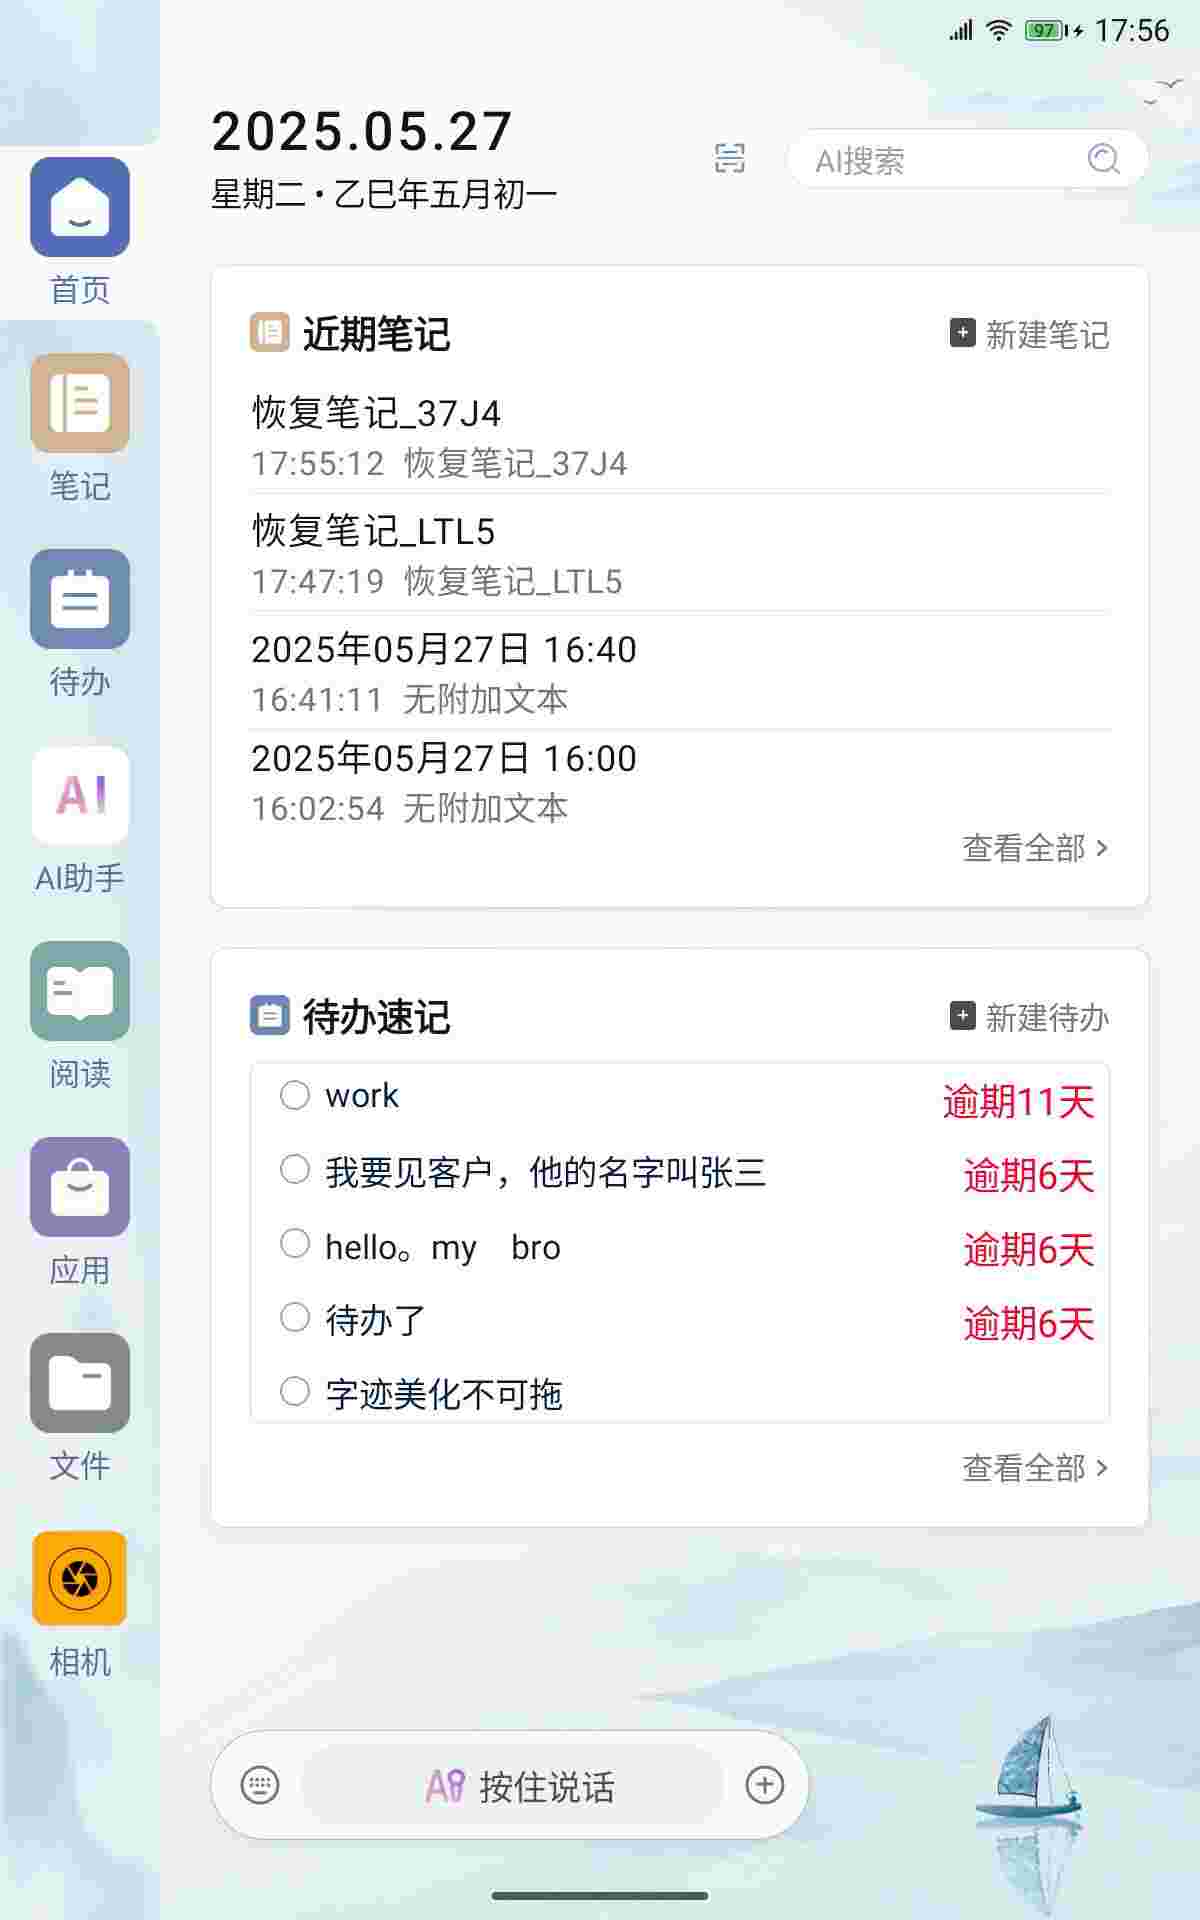 97 17:56
2025.05.27
星期二·乙巳年五月初一
AI搜索
首页
笔记
待办
AI
AI助手
阅读
应用
文件
相机
近期笔记
新建笔记
恢复笔记_37J4
17:55:12 恢复笔记_37J4
恢复笔记_LTL5
17:47:19 恢复笔记_LTL5
2025年05月27日 16:40
16:41:11 无附加文本
2025年05月27日 16:00
16:02:54 无附加文本
查看全部 >
待办速记
新建待办
work 逾期11天
我要见客户，他的名字叫张三 逾期6天
hello。my bro 逾期6天
待办了 逾期6天
字迹美化不可拖
查看全部 >
按住说话